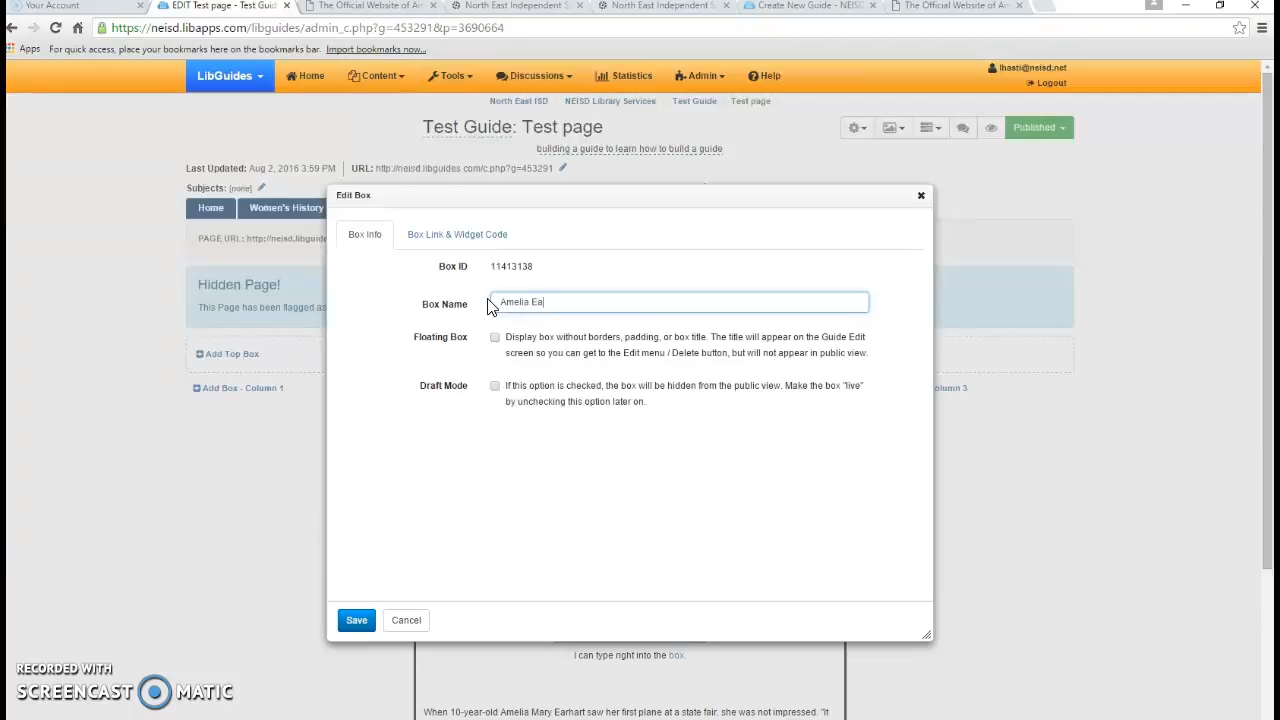 Your Account
EDIT Test page - Test Guid
The Official Website of Am
North East Independent S
North East Independent S
Create New Guide - NEISD
The Official Website of Am
https://neisd.libapps.com/libguides/admin_c.php?g=453291&p=3690664
Apps For quick access, place your bookmarks here on the bookmarks bar. Import bookmarks now...
LibGuides Home Content Tools Discussions Statistics Admin Help
lhasti@neisd.net
Logout
North East ISD NEISD Library Services Test Guide Test page
Test Guide: Test page
Published
building a guide to learn how to build a guide
Last Updated: Aug 2, 2016 3:59 PM URL: http://neisd.libguides.com/c.php?g=453291
Subjects: [none]
Home Women's History
PAGE URL: http://neisd.libguide
Hidden Page!
This Page has been flagged as
Add Top Box
Add Box - Column 1
olumn 3
Edit Box
Box Info Box Link & Widget Code
Box ID 11413138
Box Name Amelia Ea
Floating Box Display box without borders, padding, or box title. The title will appear on the Guide Edit
screen so you can get to the Edit menu / Delete button, but will not appear in public view.
Draft Mode If this option is checked, the box will be hidden from the public view. Make the box "live"
by unchecking this option later on.
Save Cancel
I can type right into the box.
When 10-year-old Amelia Mary Earhart saw her first plane at a state fair, she was not impressed. "It
RECORDED WITH
SCREENCAST MATIC